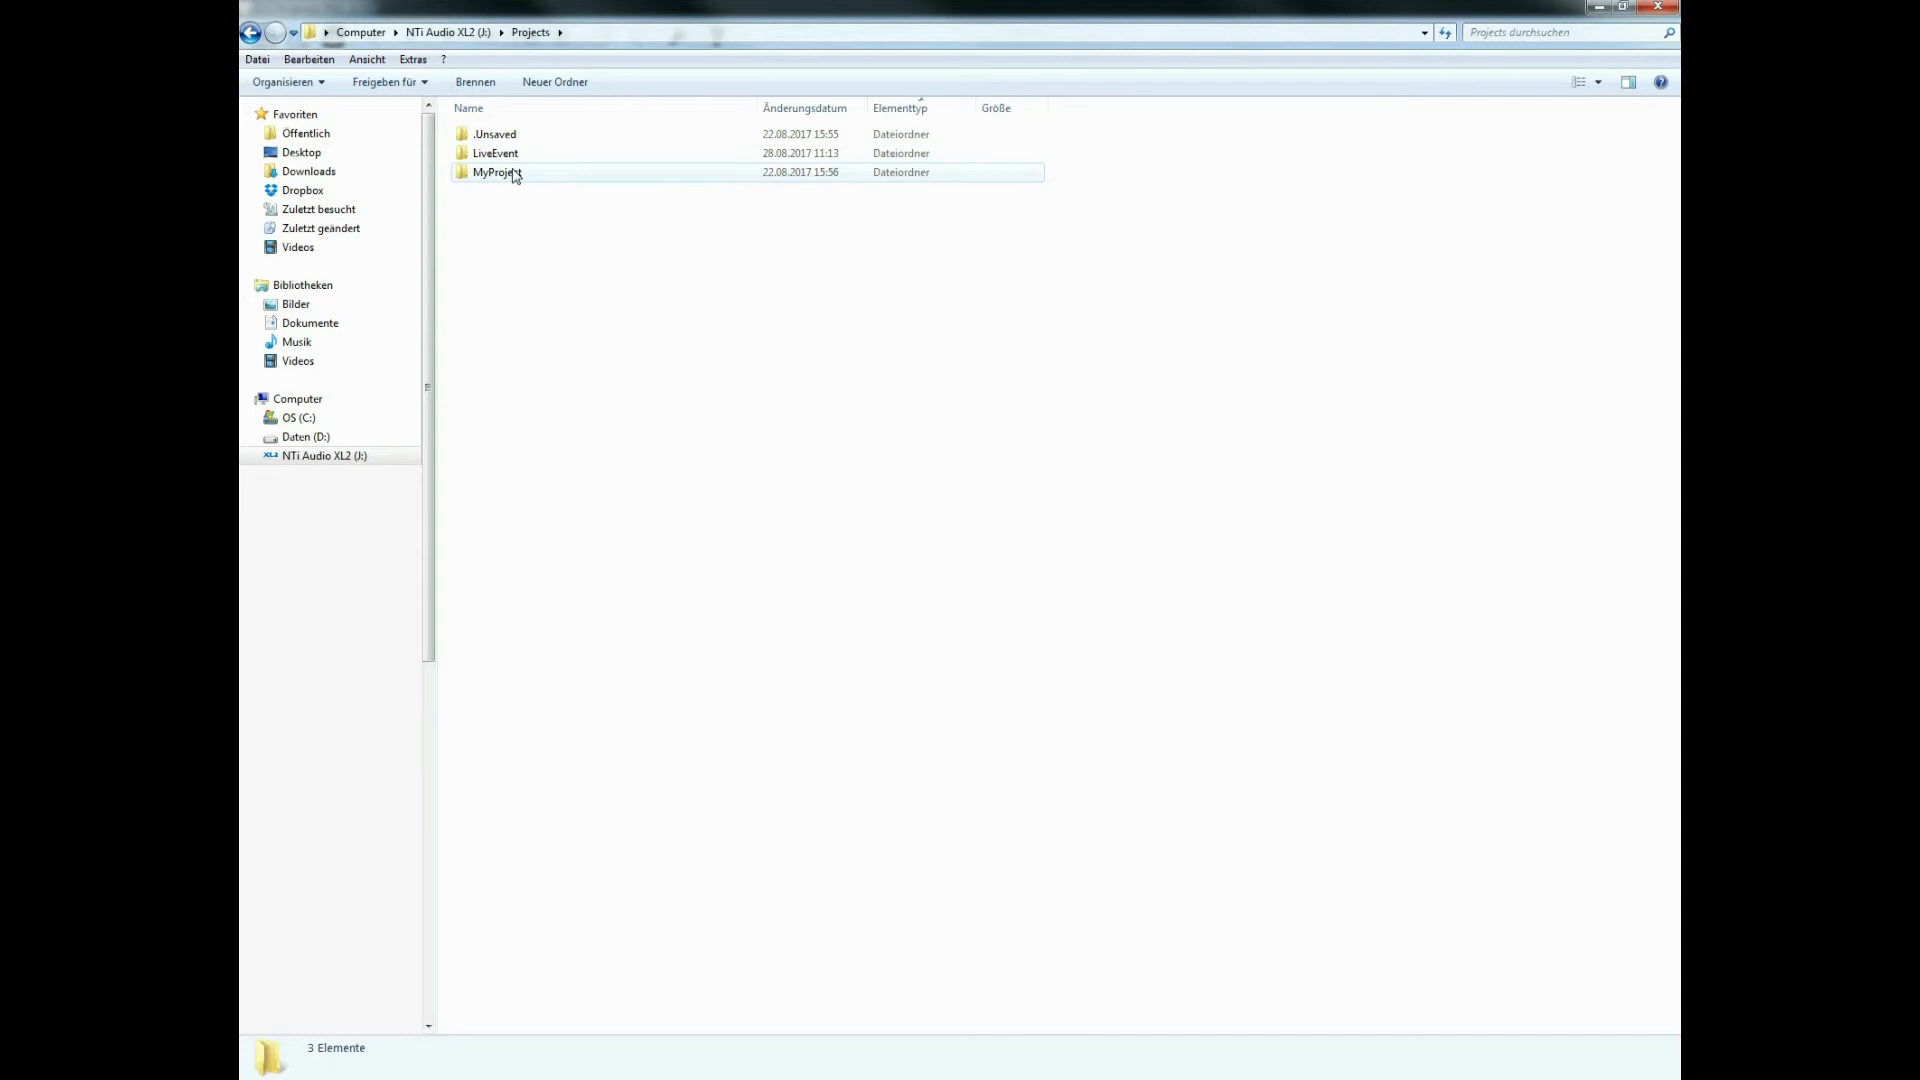 Computer NTi Audio XL2 (J:) Projects Projects durchsuchen
Datei Bearbeiten Ansicht Extras ?
Organisieren Freigeben für Brennen Neuer Ordner
Name Änderungsdatum Elementtyp Größe
.Unsaved 22.08.2017 15:55 Dateiordner
LiveEvent 28.08.2017 11:13 Dateiordner
MyProject 22.08.2017 15:56 Dateiordner
Favoriten
Öffentlich
Desktop
Downloads
Dropbox
Zuletzt besucht
Zuletzt geändert
Videos
Bibliotheken
Bilder
Dokumente
Musik
Videos
Computer
OS (C:)
Daten (D:)
XL2 NTi Audio XL2 (J:)
3 Elemente